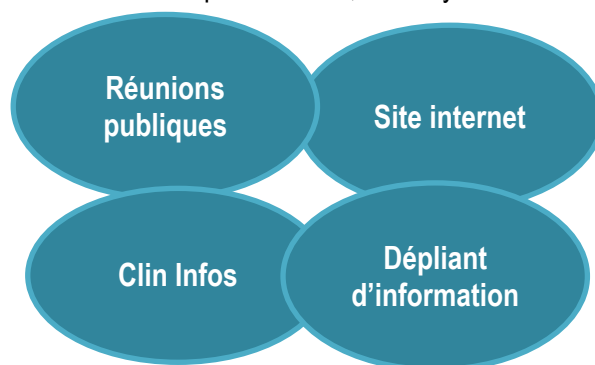 Réunions
publiques
Site internet
Clin Infos
Dépliant
d’information